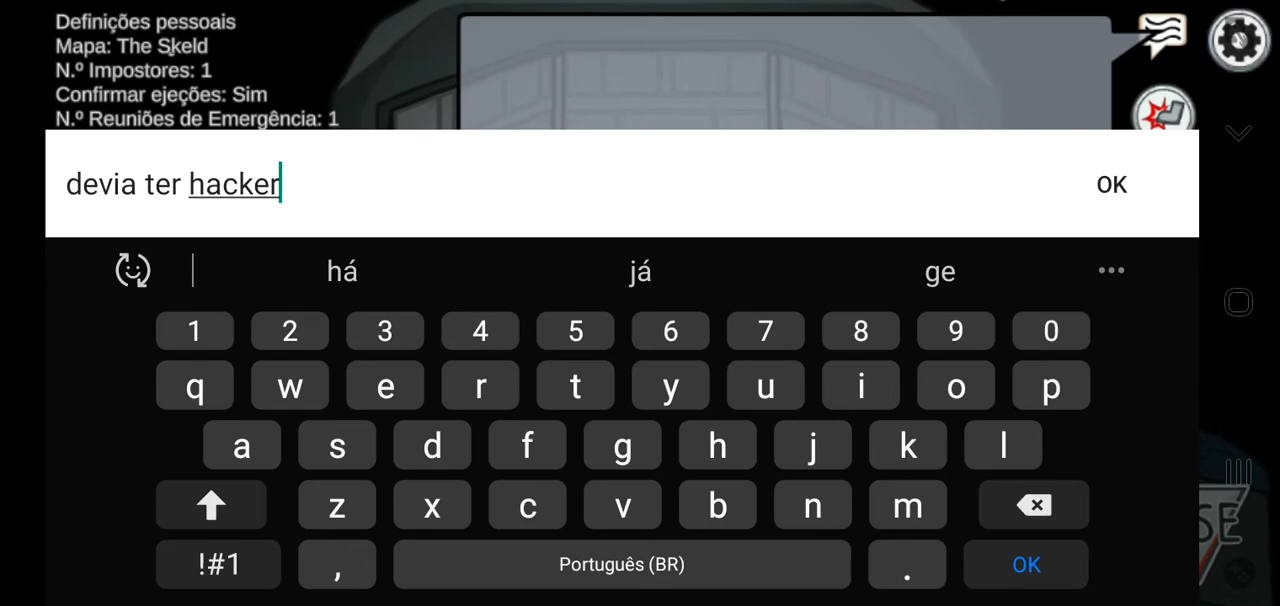 Definições pessoais
Mapa: The Skeld
N.º Impostores: 1
Confirmar ejeções: Sim
N.º Reuniões de Emergência: 1
devia ter hacker
OK
há já ge
1 2 3 4 5 6 7 8 9 0
q w e r t y u i o p
a s d f g h j k l
z x c v b n m
!#1 , Português (BR) . OK